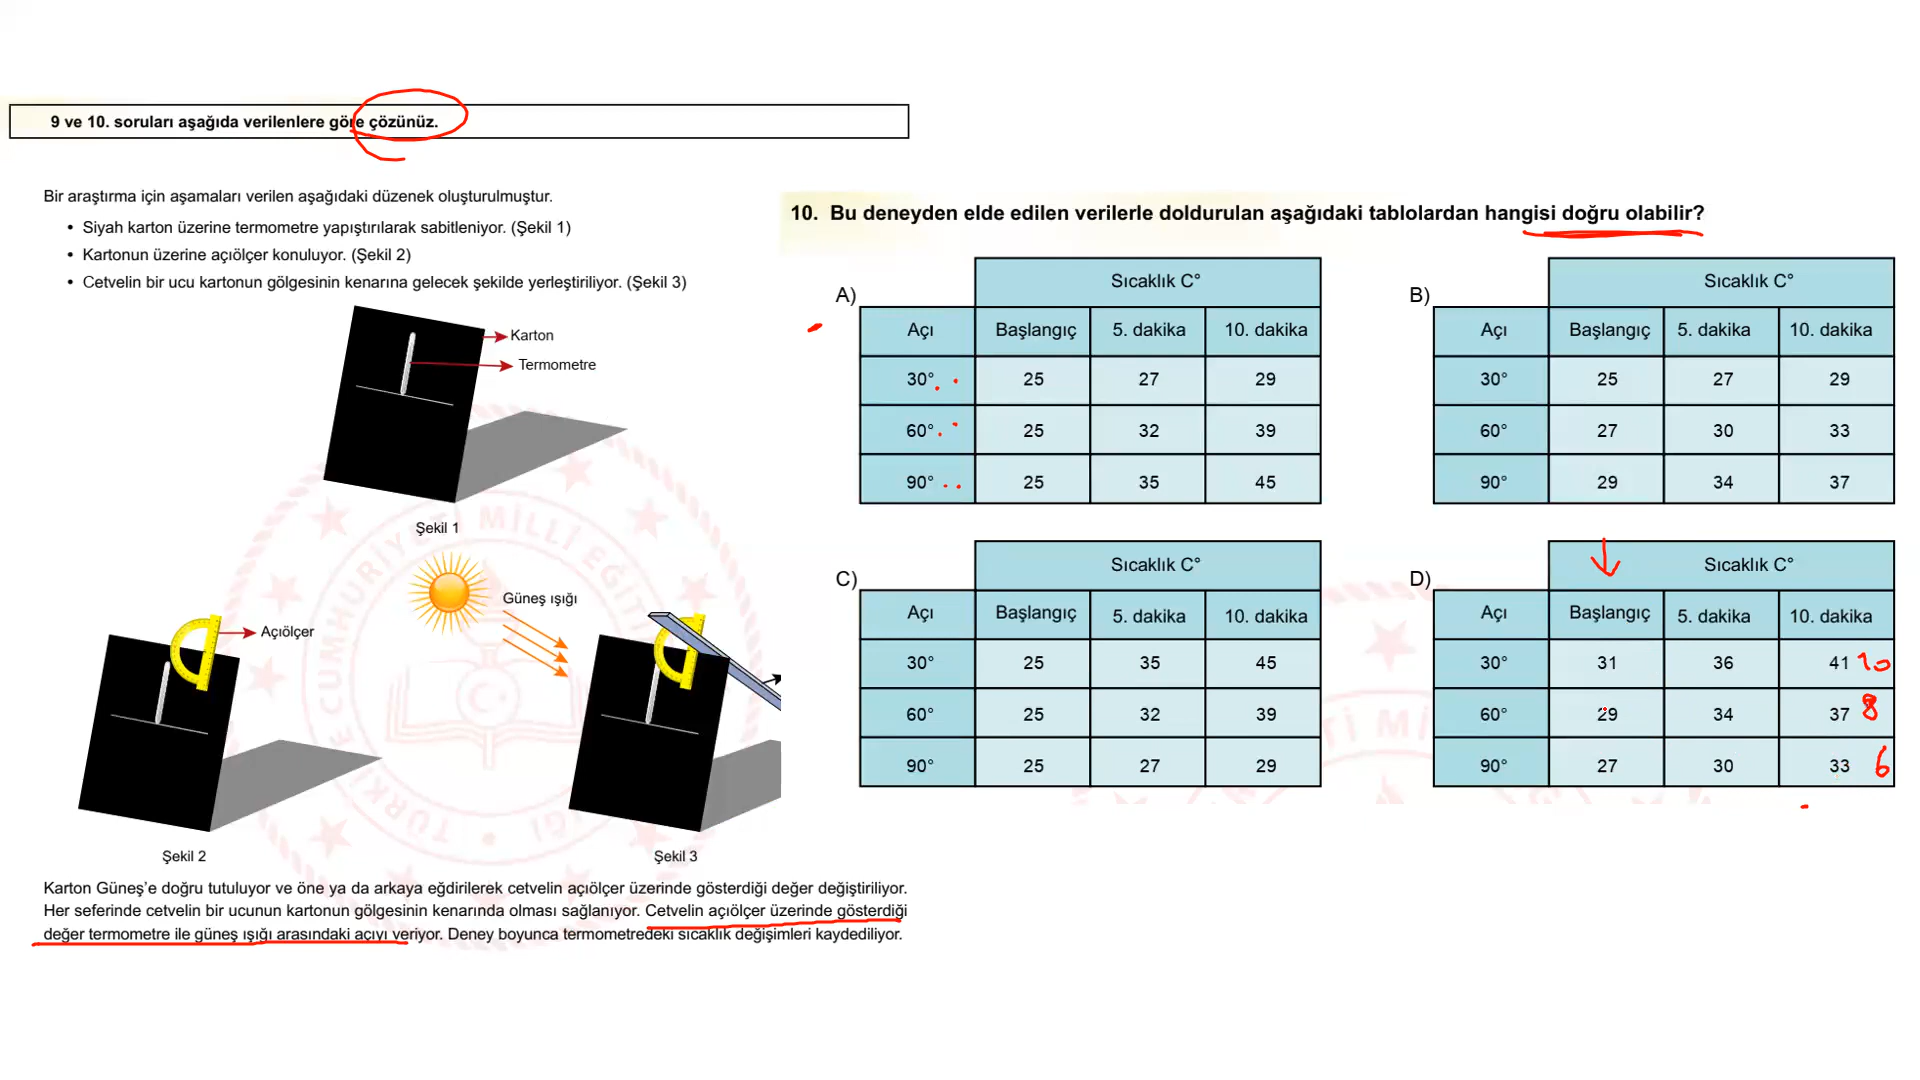 9 ve 10. soruları aşağıda verilenlere göre çözünüz.
Bir araştırma için aşamaları verilen aşağıdaki düzenek oluşturulmuştur.
• Siyah karton üzerine termometre yapıştırılarak sabitleniyor. (Şekil 1)
• Kartonun üzerine açıölçer konuluyor. (Şekil 2)
• Cetvelin bir ucu kartonun gölgesinin kenarına gelecek şekilde yerleştiriliyor. (Şekil 3)
Karton
Termometre
Şekil 1
Güneş ışığı
Açıölçer
Şekil 2
Şekil 3
Karton Güneş'e doğru tutuluyor ve öne ya da arkaya eğdirilerek cetvelin açıölçer üzerinde gösterdiği değer değiştiriliyor.
Her seferinde cetvelin bir ucunun kartonun gölgesinin kenarında olması sağlanıyor. Cetvelin açıölçer üzerinde gösterdiği
değer termometre ile güneş ışığı arasındaki açıyı veriyor. Deney boyunca termometredeki sıcaklık değişimleri kaydediliyor.
10. Bu deneyden elde edilen verilerle doldurulan aşağıdaki tablolardan hangisi doğru olabilir?
A)
Sıcaklık C°
Açı Başlangıç 5. dakika 10. dakika
30° 25 27 29
60° 25 32 39
90° 25 35 45
B)
Sıcaklık C°
Açı Başlangıç 5. dakika 10. dakika
30° 25 27 29
60° 27 30 33
90° 29 34 37
C)
Sıcaklık C°
Açı Başlangıç 5. dakika 10. dakika
30° 25 35 45
60° 25 32 39
90° 25 27 29
D)
Sıcaklık C°
Açı Başlangıç 5. dakika 10. dakika
30° 31 36 41 10
60° 29 34 37 8
90° 27 30 33 6